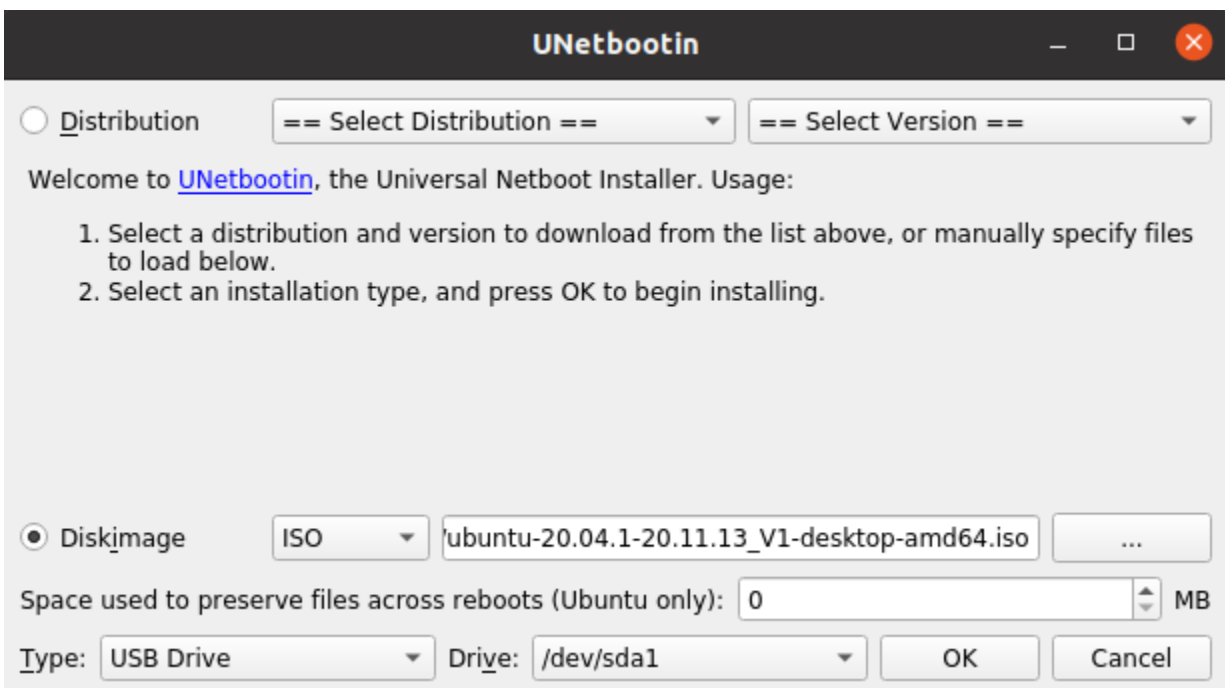 UNetbootin
Distribution == Select Distribution == == Select Version ==
Welcome to UNetbootin, the Universal Netboot Installer. Usage:
1. Select a distribution and version to download from the list above, or manually specify files
to load below.
2. Select an installation type, and press OK to begin installing.
Diskimage ISO /ubuntu-20.04.1-20.11.13_V1-desktop-amd64.iso ...
Space used to preserve files across reboots (Ubuntu only): 0 MB
Type: USB Drive Drive: /dev/sda1 OK Cancel